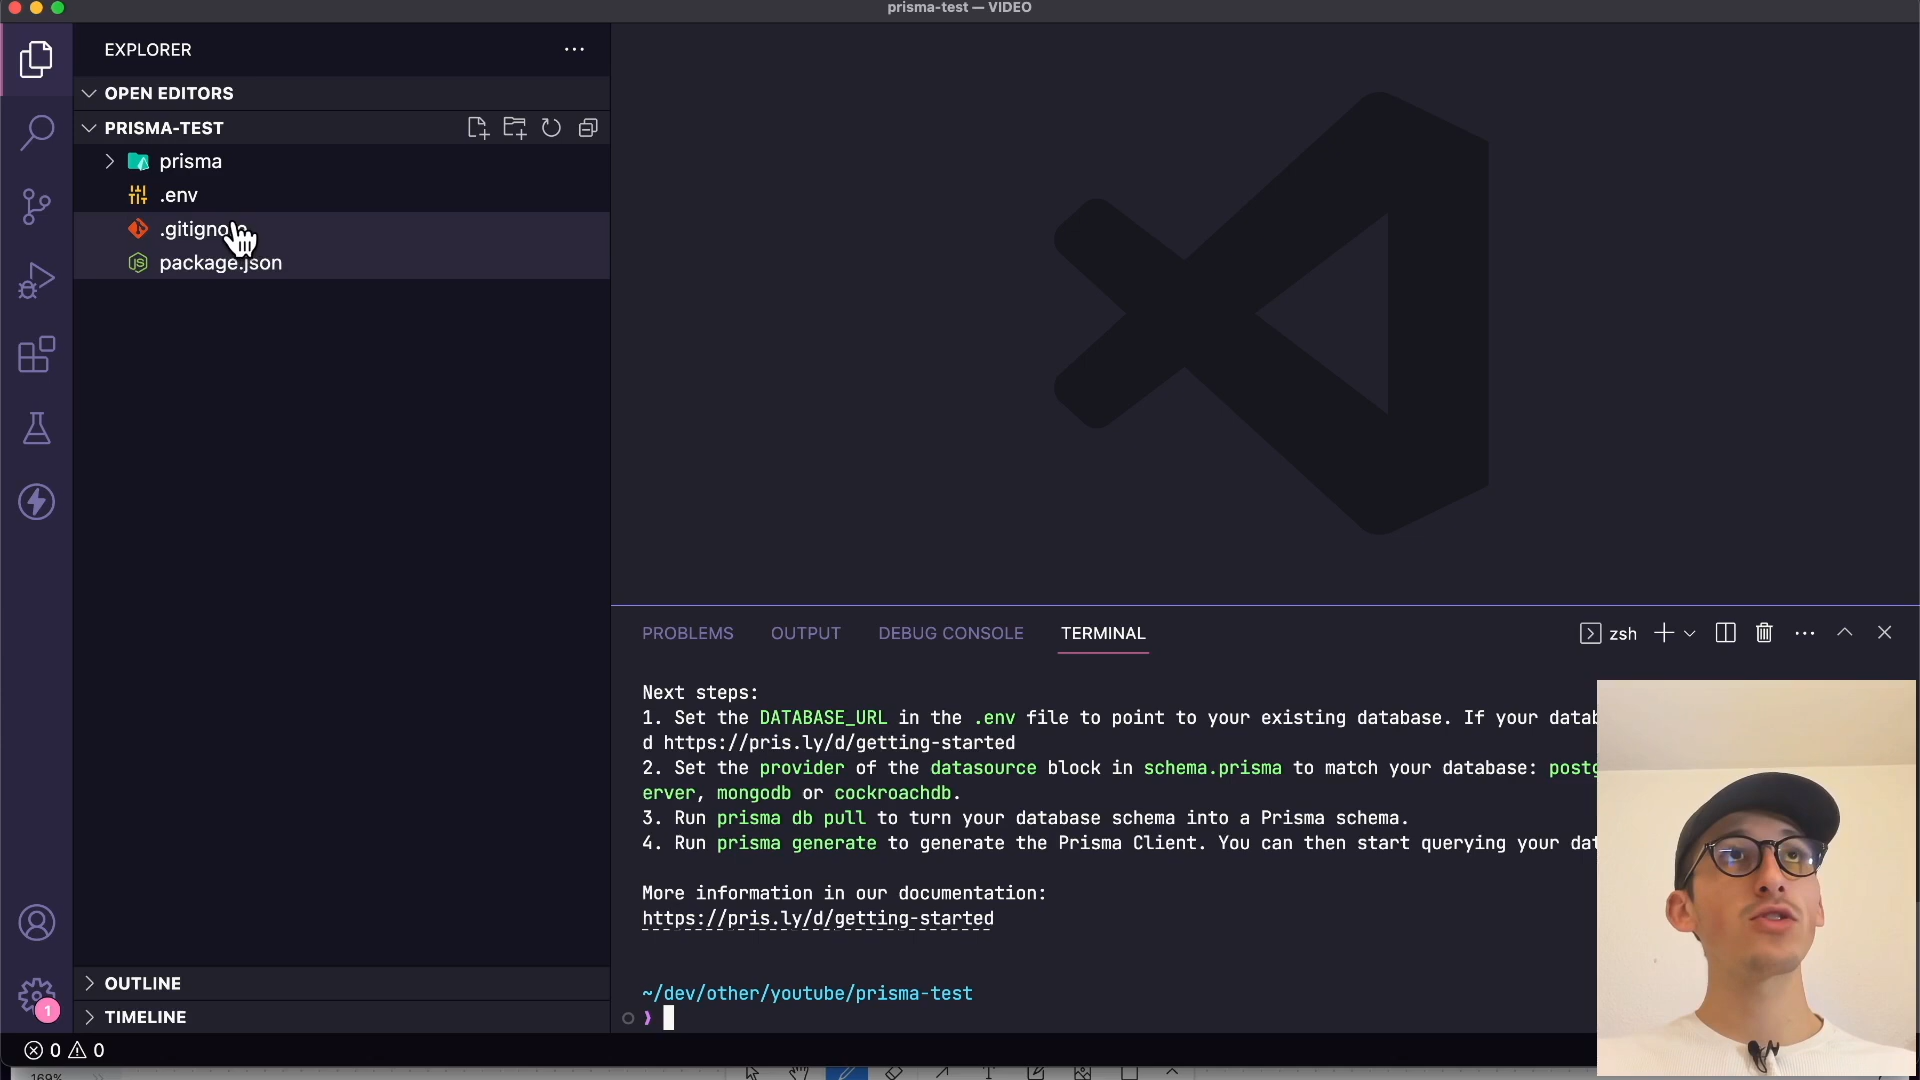 prisma-test — VIDEO
EXPLORER
OPEN EDITORS
PRISMA-TEST
prisma
.env
.gitignore
package.json
OUTLINE
TIMELINE
1
0 0
169%
PROBLEMS OUTPUT DEBUG CONSOLE TERMINAL
zsh
Next steps:
1. Set the DATABASE_URL in the .env file to point to your existing database. If your datab
d https://pris.ly/d/getting-started
2. Set the provider of the datasource block in schema.prisma to match your database: postg
erver, mongodb or cockroachdb.
3. Run prisma db pull to turn your database schema into a Prisma schema.
4. Run prisma generate to generate the Prisma Client. You can then start querying your dat
More information in our documentation:
https://pris.ly/d/getting-started
~/dev/other/youtube/prisma-test
❯